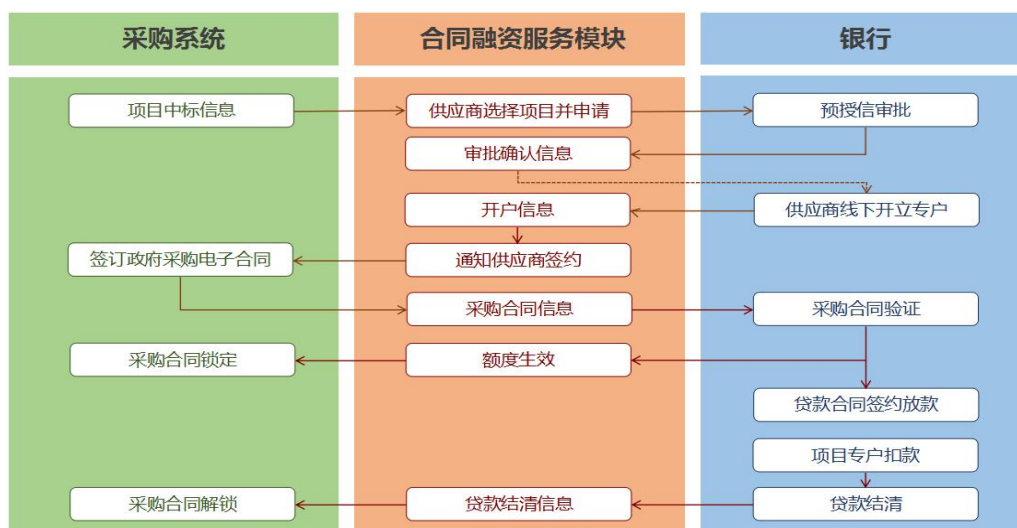 采购系统
合同融资服务模块
银行
项目中标信息
供应商选择项目并申请
预授信审批
审批确认信息
开户信息
供应商线下开立专户
签订政府采购电子合同
通知供应商签约
采购合同信息
采购合同验证
采购合同锁定
额度生效
贷款合同签约放款
项目专户扣款
采购合同解锁
贷款结清信息
贷款结清